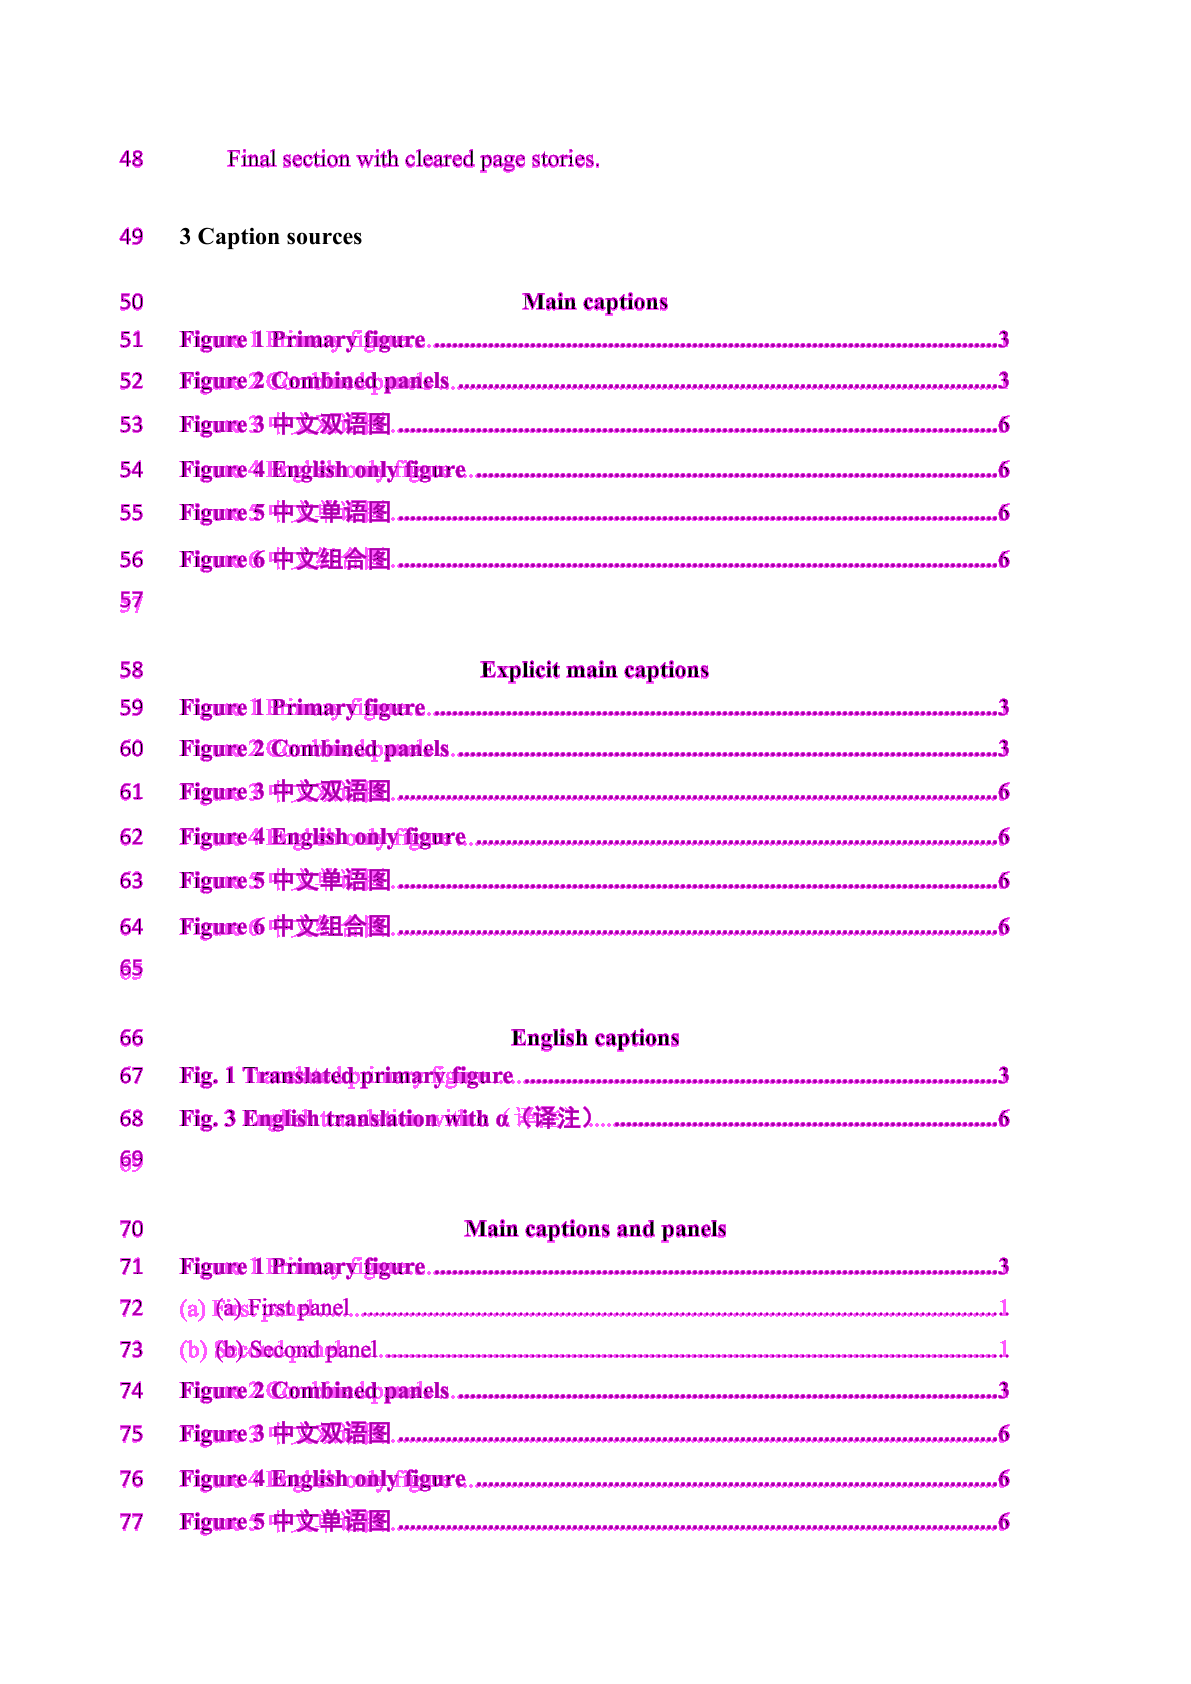 48 Final section with cleared page stories.
49 3 Caption sources
50 Main captions
51 Figure 1 Primary figure ........ 3
52 Figure 2 Combined panels ........ 3
53 Figure 3 中文双语图 ........ 6
54 Figure 4 English only figure ........ 6
55 Figure 5 中文单语图 ........ 6
56 Figure 6 中文组合图 ........ 6
57
58 Explicit main captions
59 Figure 1 Primary figure ........ 3
60 Figure 2 Combined panels ........ 3
61 Figure 3 中文双语图 ........ 6
62 Figure 4 English only figure ........ 6
63 Figure 5 中文单语图 ........ 6
64 Figure 6 中文组合图 ........ 6
65
66 English captions
67 Fig. 1 Translated primary figure ........ 3
68 Fig. 3 English translation with α（译注） ........ 6
69
70 Main captions and panels
71 Figure 1 Primary figure ........ 3
72 (a) First panel ........ 1
73 (b) Second panel ........ 1
74 Figure 2 Combined panels ........ 3
75 Figure 3 中文双语图 ........ 6
76 Figure 4 English only figure ........ 6
77 Figure 5 中文单语图 ........ 6